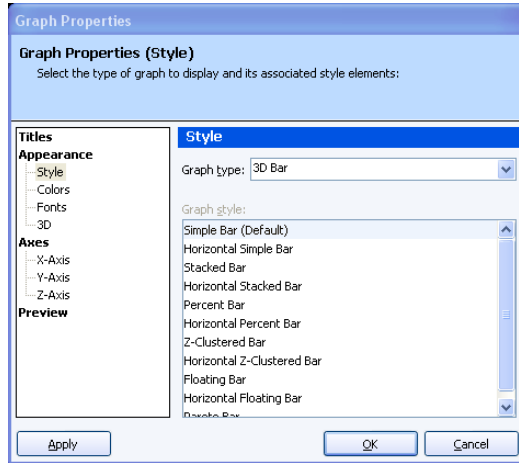 Graph Properties
Graph Properties (Style)
Select the type of graph to display and its associated style elements:
Titles
Appearance
Style
Colors
Fonts
3D
Axes
X-Axis
Y-Axis
Z-Axis
Preview
Style
Graph type: 3D Bar
Graph style:
Simple Bar (Default)
Horizontal Simple Bar
Stacked Bar
Horizontal Stacked Bar
Percent Bar
Horizontal Percent Bar
Z-Clustered Bar
Horizontal Z-Clustered Bar
Floating Bar
Horizontal Floating Bar
Pareto Bar
Apply
OK
Cancel